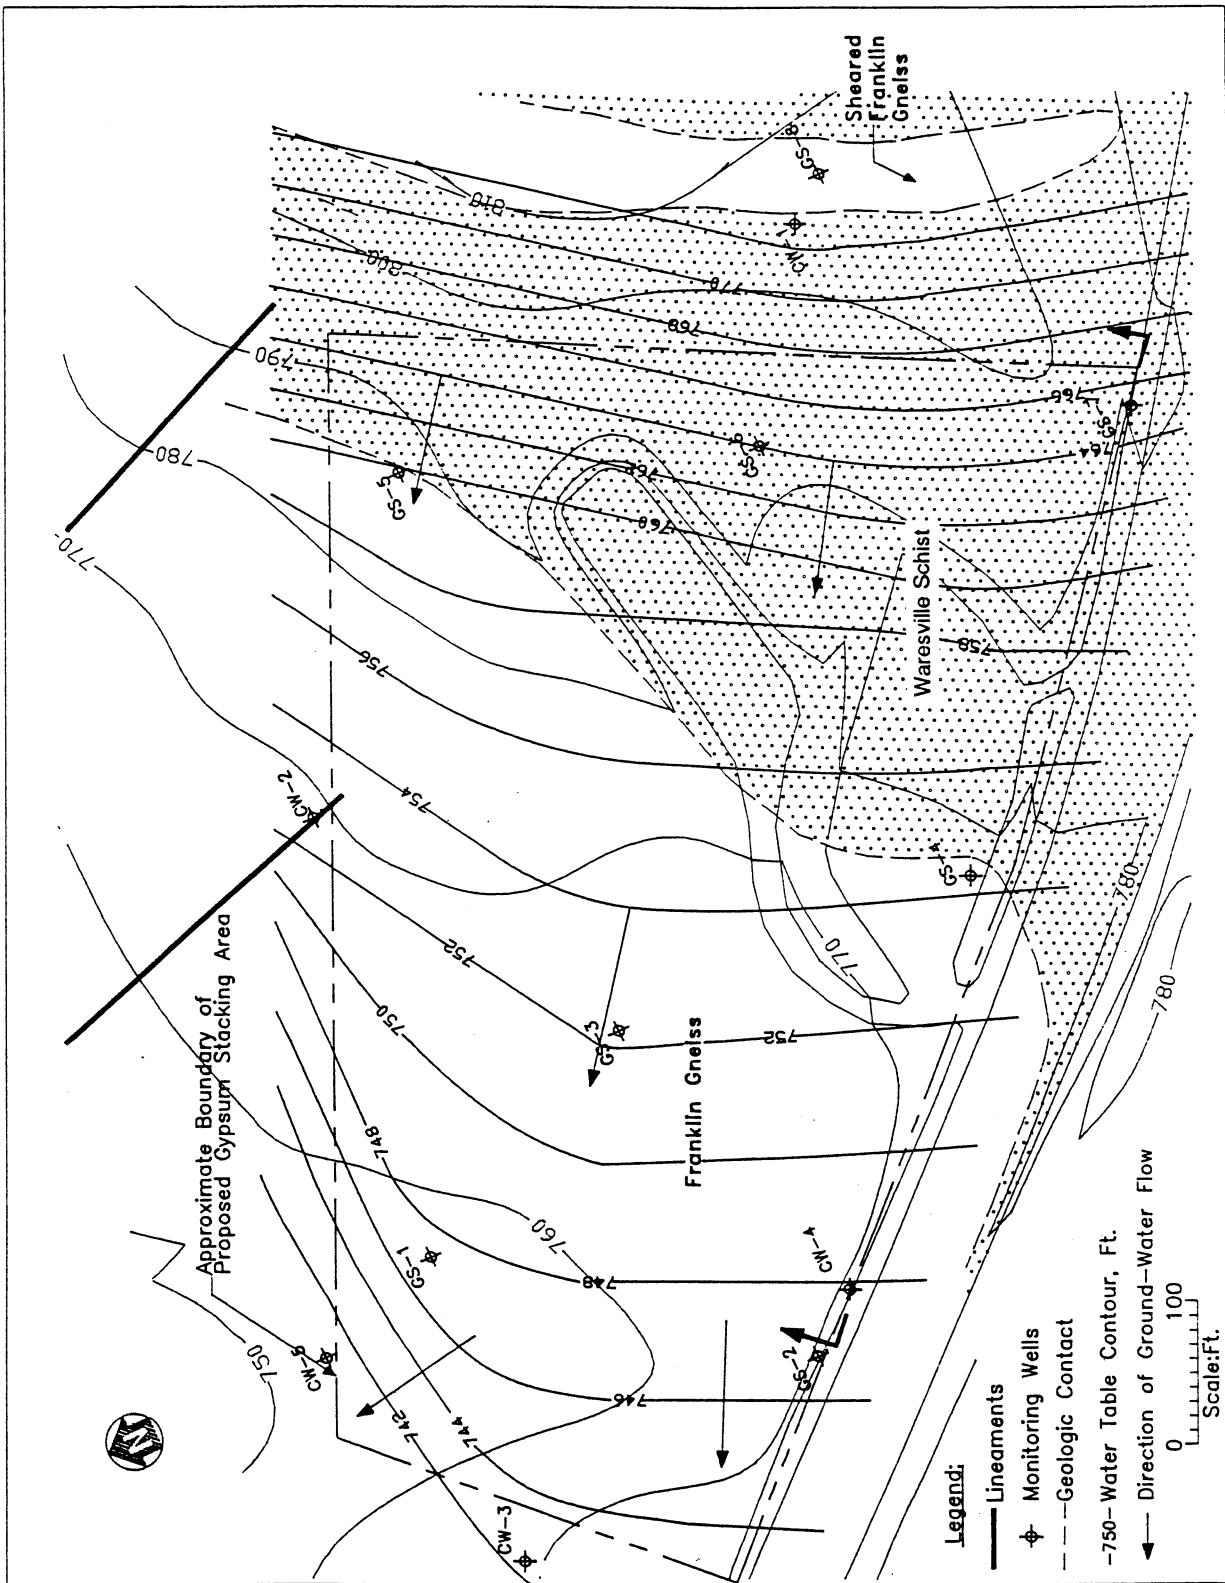 Sheared
Franklin
Gneiss
GS-8
CW-1
810
800
790
780
770
770
768
766
764
762
760
GS-5
GS-6
GS-
Waresville Schist
758
756
754
CW-2
GS-4
780
780
770
752
752
750
GS-3
Franklin Gneiss
Approximate Boundary of
Proposed Gypsum Stacking Area
748
748
760
GS-1
CW-4
GS-2
CW-5
750
746
744
742
CW-3
N
Legend:
Lineaments
Monitoring Wells
Geologic Contact
-750- Water Table Contour, Ft.
Direction of Ground-Water Flow
0 100
Scale:Ft.